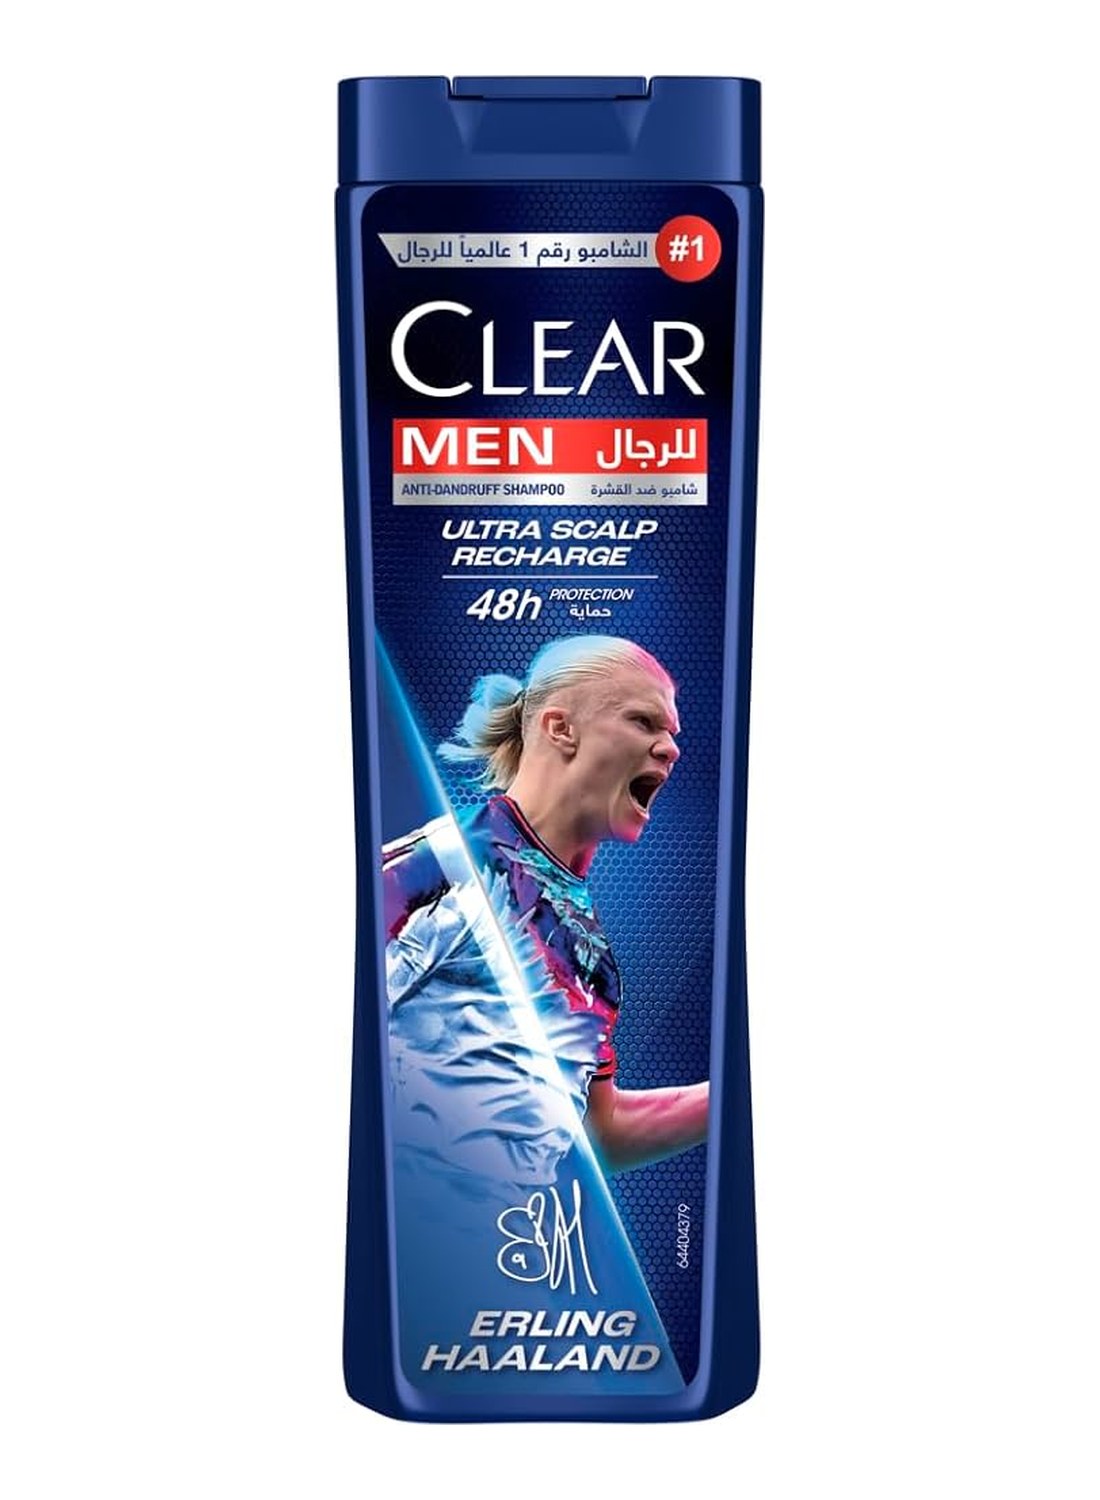 الشامبو رقم 1 عالمياً للرجال #1
CLEAR
MEN للرجال
ANTI-DANDRUFF SHAMPOO شامبو ضد القشرة
ULTRA SCALP
RECHARGE
48h PROTECTION
حماية
64404379
ERLING
HAALAND